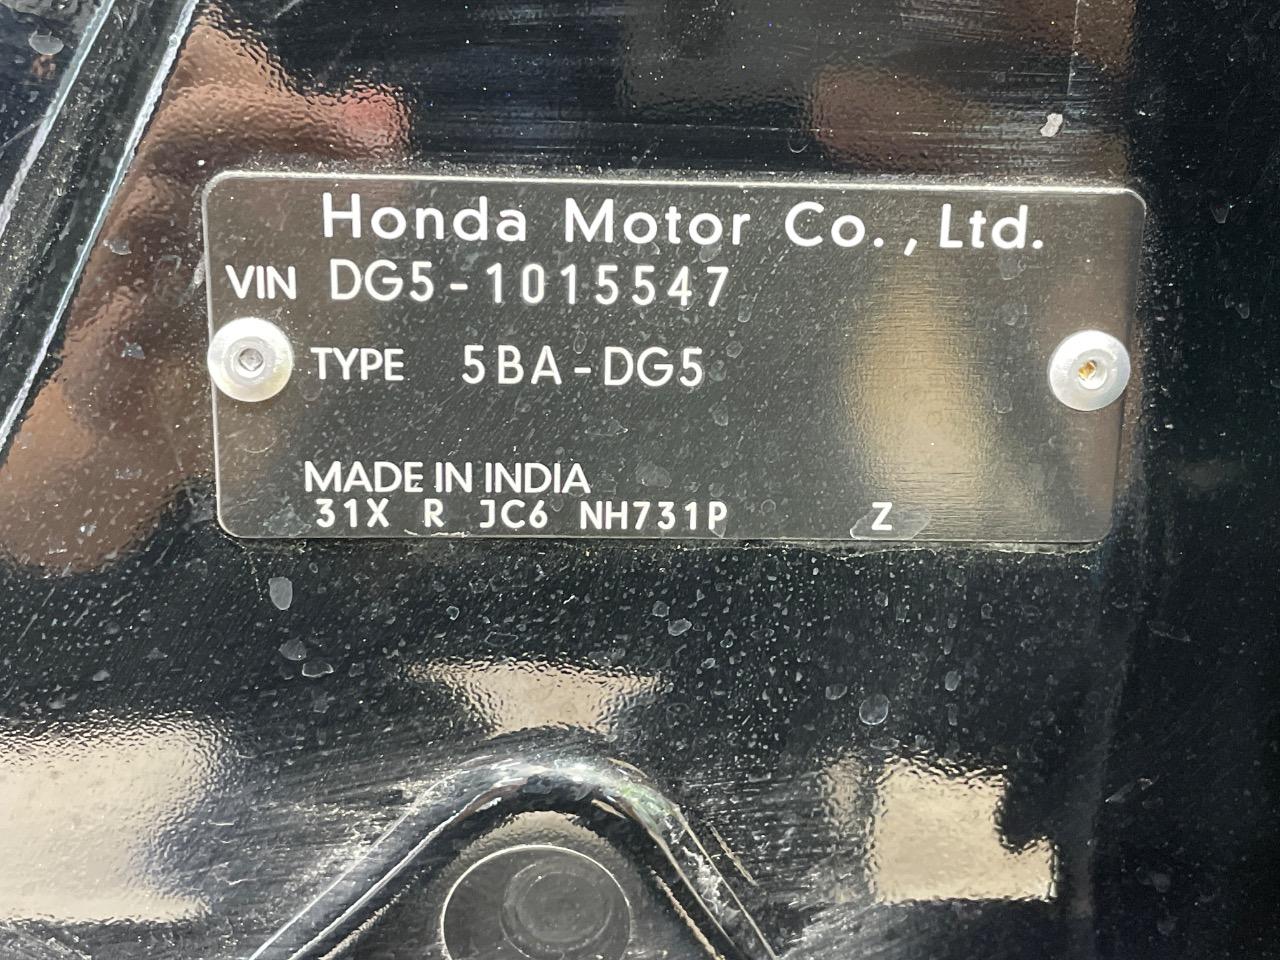 Honda Motor Co., Ltd.
VIN DG5-1015547
TYPE 5BA-DG5
MADE IN INDIA
31X R JC6 NH731P Z